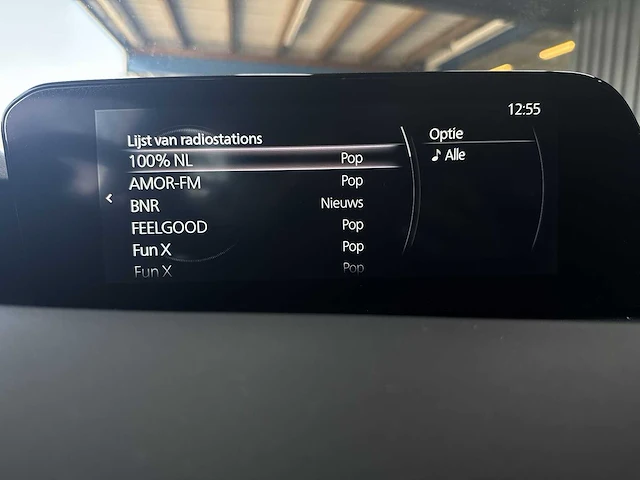 12:55
Lijst van radiostations
Optie
100% NL Pop
♪ Alle
AMOR-FM Pop
BNR Nieuws
FEELGOOD Pop
Fun X Pop
Fun X Pop